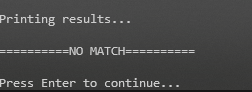 Printing results...
==========NO MATCH==========
Press Enter to continue...